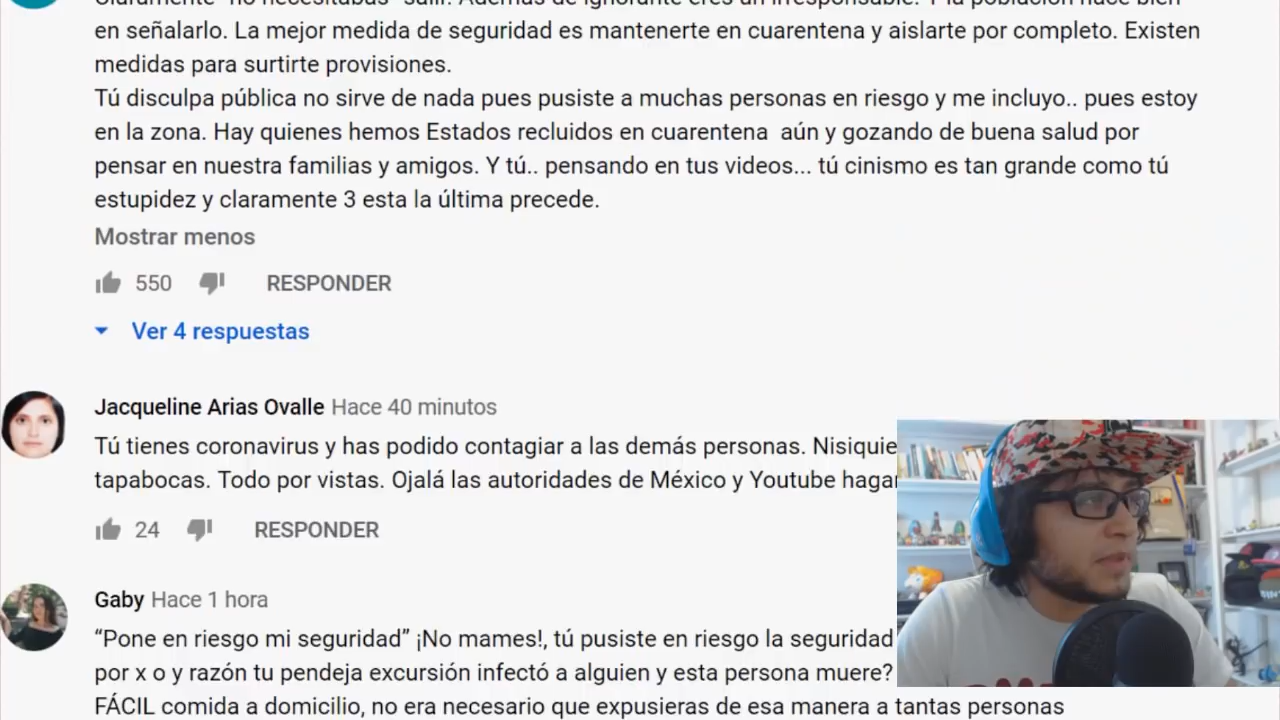 Claramente "no necesitabas" salir. Además de ignorante eres un irresponsable. Y la población hace bien
en señalarlo. La mejor medida de seguridad es mantenerte en cuarentena y aislarte por completo. Existen
medidas para surtirte provisiones.
Tú disculpa pública no sirve de nada pues pusiste a muchas personas en riesgo y me incluyo.. pues estoy
en la zona. Hay quienes hemos Estados recluidos en cuarentena aún y gozando de buena salud por
pensar en nuestra familias y amigos. Y tú.. pensando en tus videos... tú cinismo es tan grande como tú
estupidez y claramente 3 esta la última precede.
Mostrar menos
550 RESPONDER
Ver 4 respuestas
Jacqueline Arias Ovalle Hace 40 minutos
Tú tienes coronavirus y has podido contagiar a las demás personas. Nisiquie
tapabocas. Todo por vistas. Ojalá las autoridades de México y Youtube hagan
24 RESPONDER
Gaby Hace 1 hora
“Pone en riesgo mi seguridad” ¡No mames!, tú pusiste en riesgo la seguridad
por x o y razón tu pendeja excursión infectó a alguien y esta persona muere?
FÁCIL comida a domicilio, no era necesario que expusieras de esa manera a tantas personas